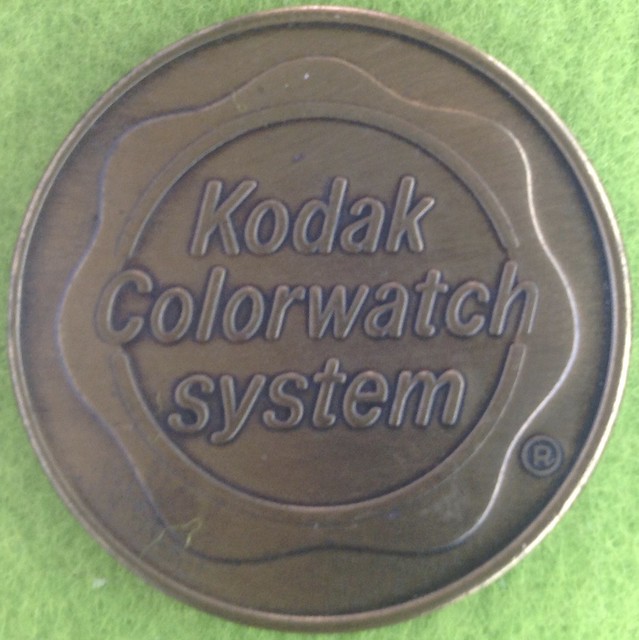 Kodak
Colorwatch
system
®